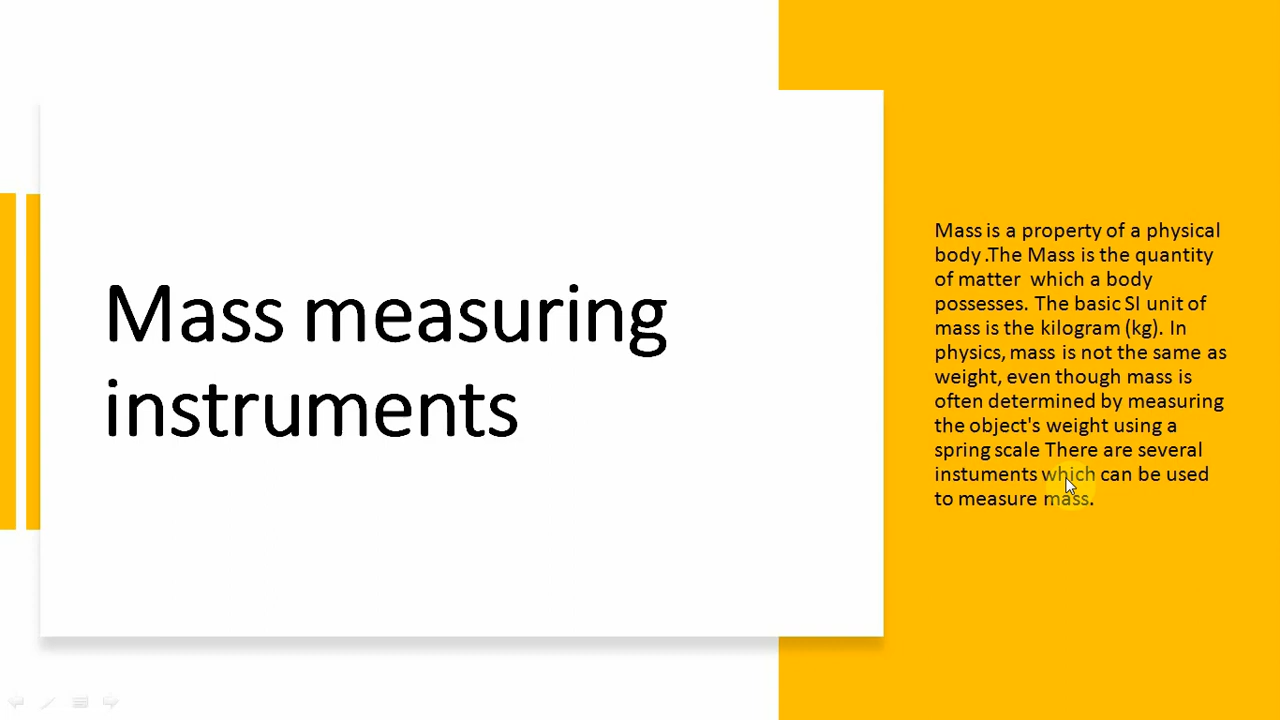 Mass measuring
instruments
Mass is a property of a physical
body .The Mass is the quantity
of matter  which a body
possesses. The basic SI unit of
mass is the kilogram (kg). In
physics, mass is not the same as
weight, even though mass is
often determined by measuring
the object's weight using a
spring scale There are several
instuments which can be used
to measure mass.